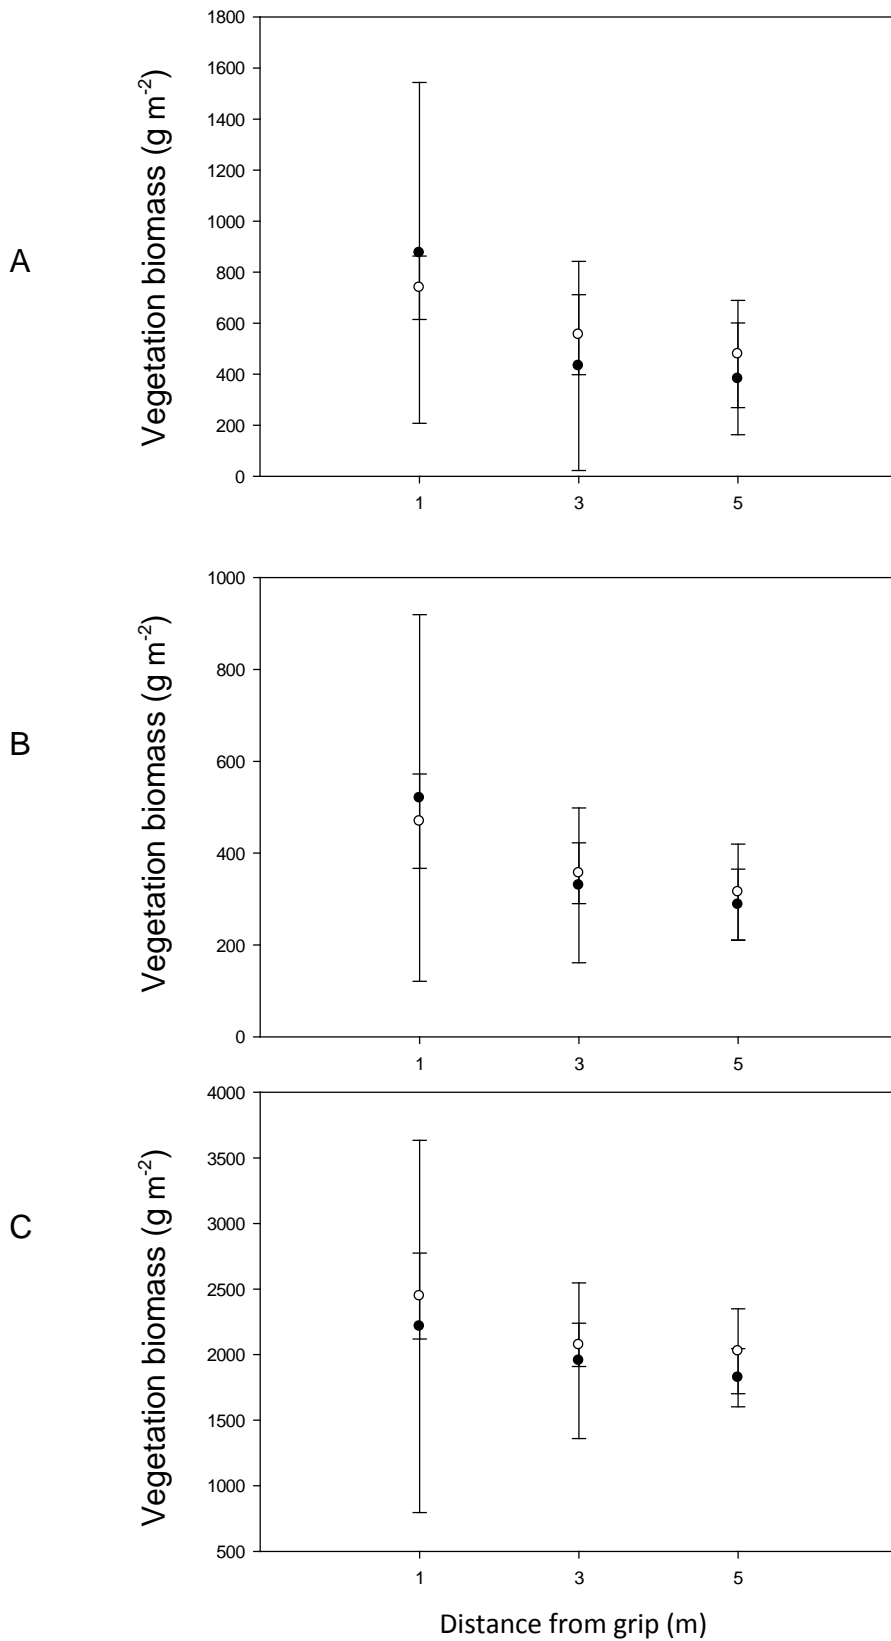 A
Vegetation biomass (g m-2)
1800
1600
1400
1200
1000
800
600
400
200
0
1 3 5
B
Vegetation biomass (g m-2)
1000
800
600
400
200
0
1 3 5
C
Vegetation biomass (g m-2)
4000
3500
3000
2500
2000
1500
1000
500
1 3 5
Distance from grip (m)